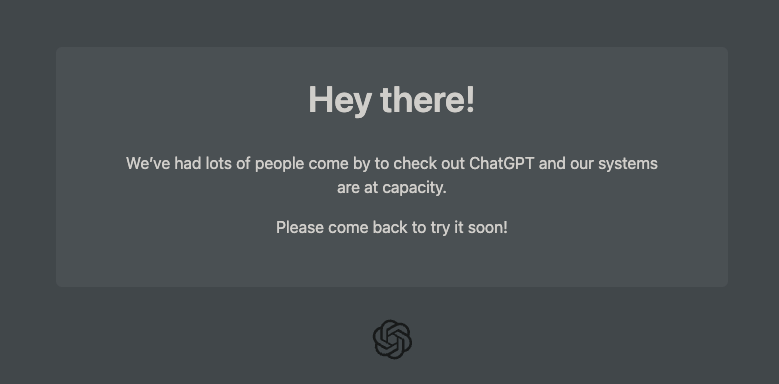 Hey there!
We’ve had lots of people come by to check out ChatGPT and our systems
are at capacity.
Please come back to try it soon!